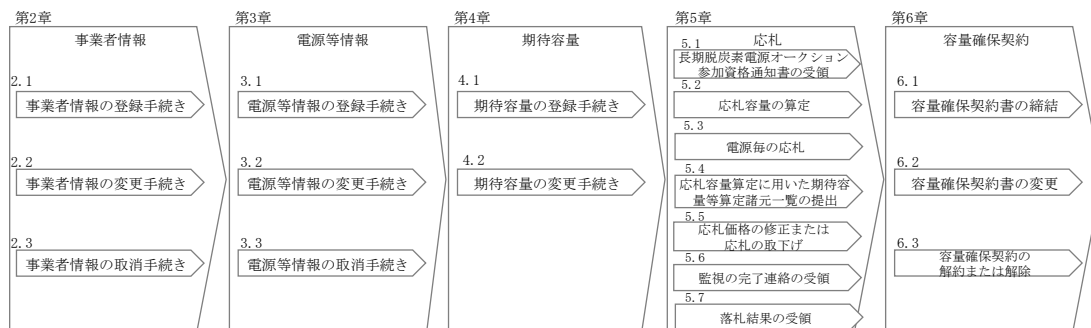 第2章
事業者情報
2.1
事業者情報の登録手続き
2.2
事業者情報の変更手続き
2.3
事業者情報の取消手続き
第3章
電源等情報
3.1
電源等情報の登録手続き
3.2
電源等情報の変更手続き
3.3
電源等情報の取消手続き
第4章
期待容量
4.1
期待容量の登録手続き
4.2
期待容量の変更手続き
第5章
応札
5.1
長期脱炭素電源オークション
参加資格通知書の受領
5.2
応札容量の算定
5.3
電源毎の応札
5.4
応札容量算定に用いた期待容
量等算定諸元一覧の提出
5.5
応札価格の修正または
応札の取下げ
5.6
監視の完了連絡の受領
5.7
落札結果の受領
第6章
容量確保契約
6.1
容量確保契約書の締結
6.2
容量確保契約書の変更
6.3
容量確保契約の
解約または解除